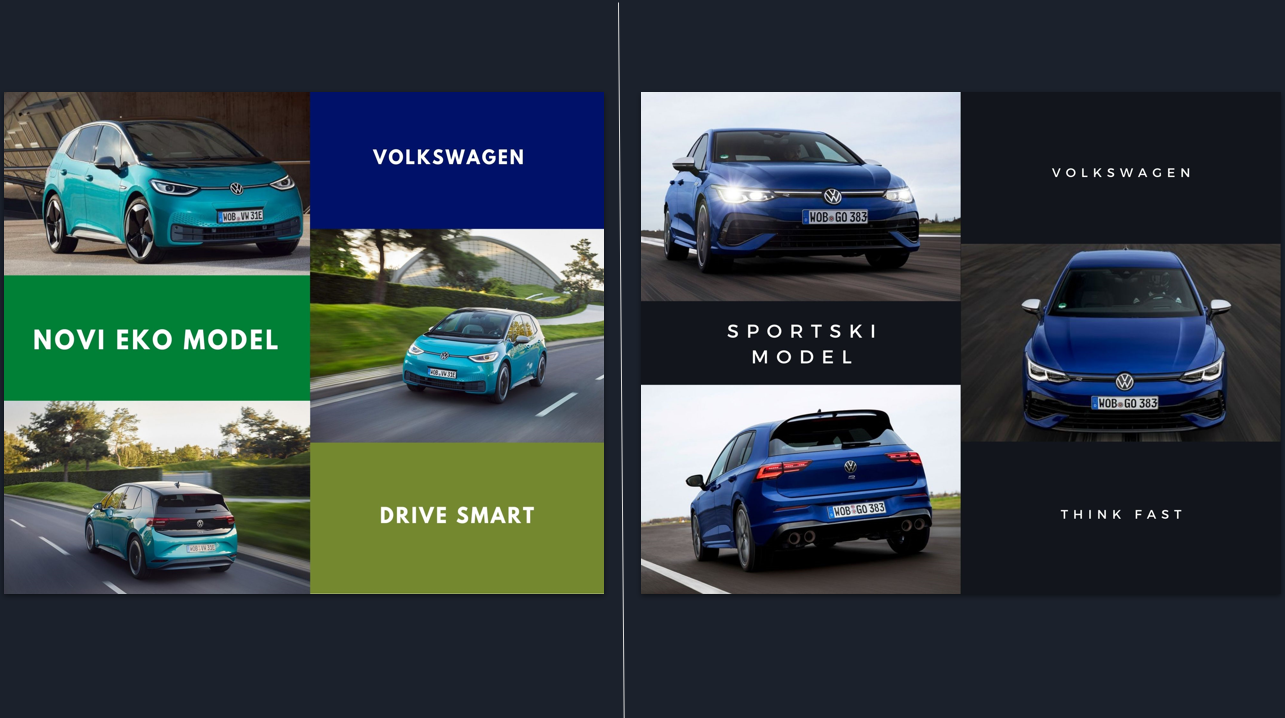 VOLKSWAGEN
WOB VW 31E
NOVI EKO MODEL
WOB VW 31E
DRIVE SMART
WOB VW 31E
VOLKSWAGEN
WOB GO 383
SPORTSKI
MODEL
WOB GO 383
WOB GO 383
THINK FAST